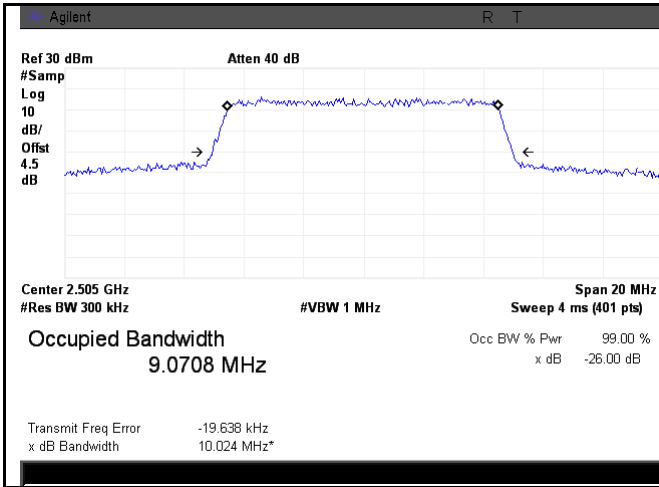 Agilent R T
Ref 30 dBm Atten 40 dB
#Samp
Log
10
dB/
Offst
4.5
dB
Center 2.505 GHz Span 20 MHz
#Res BW 300 kHz #VBW 1 MHz Sweep 4 ms (401 pts)
Occupied Bandwidth Occ BW % Pwr 99.00 %
9.0708 MHz x dB -26.00 dB
Transmit Freq Error -19.638 kHz
x dB Bandwidth 10.024 MHz*